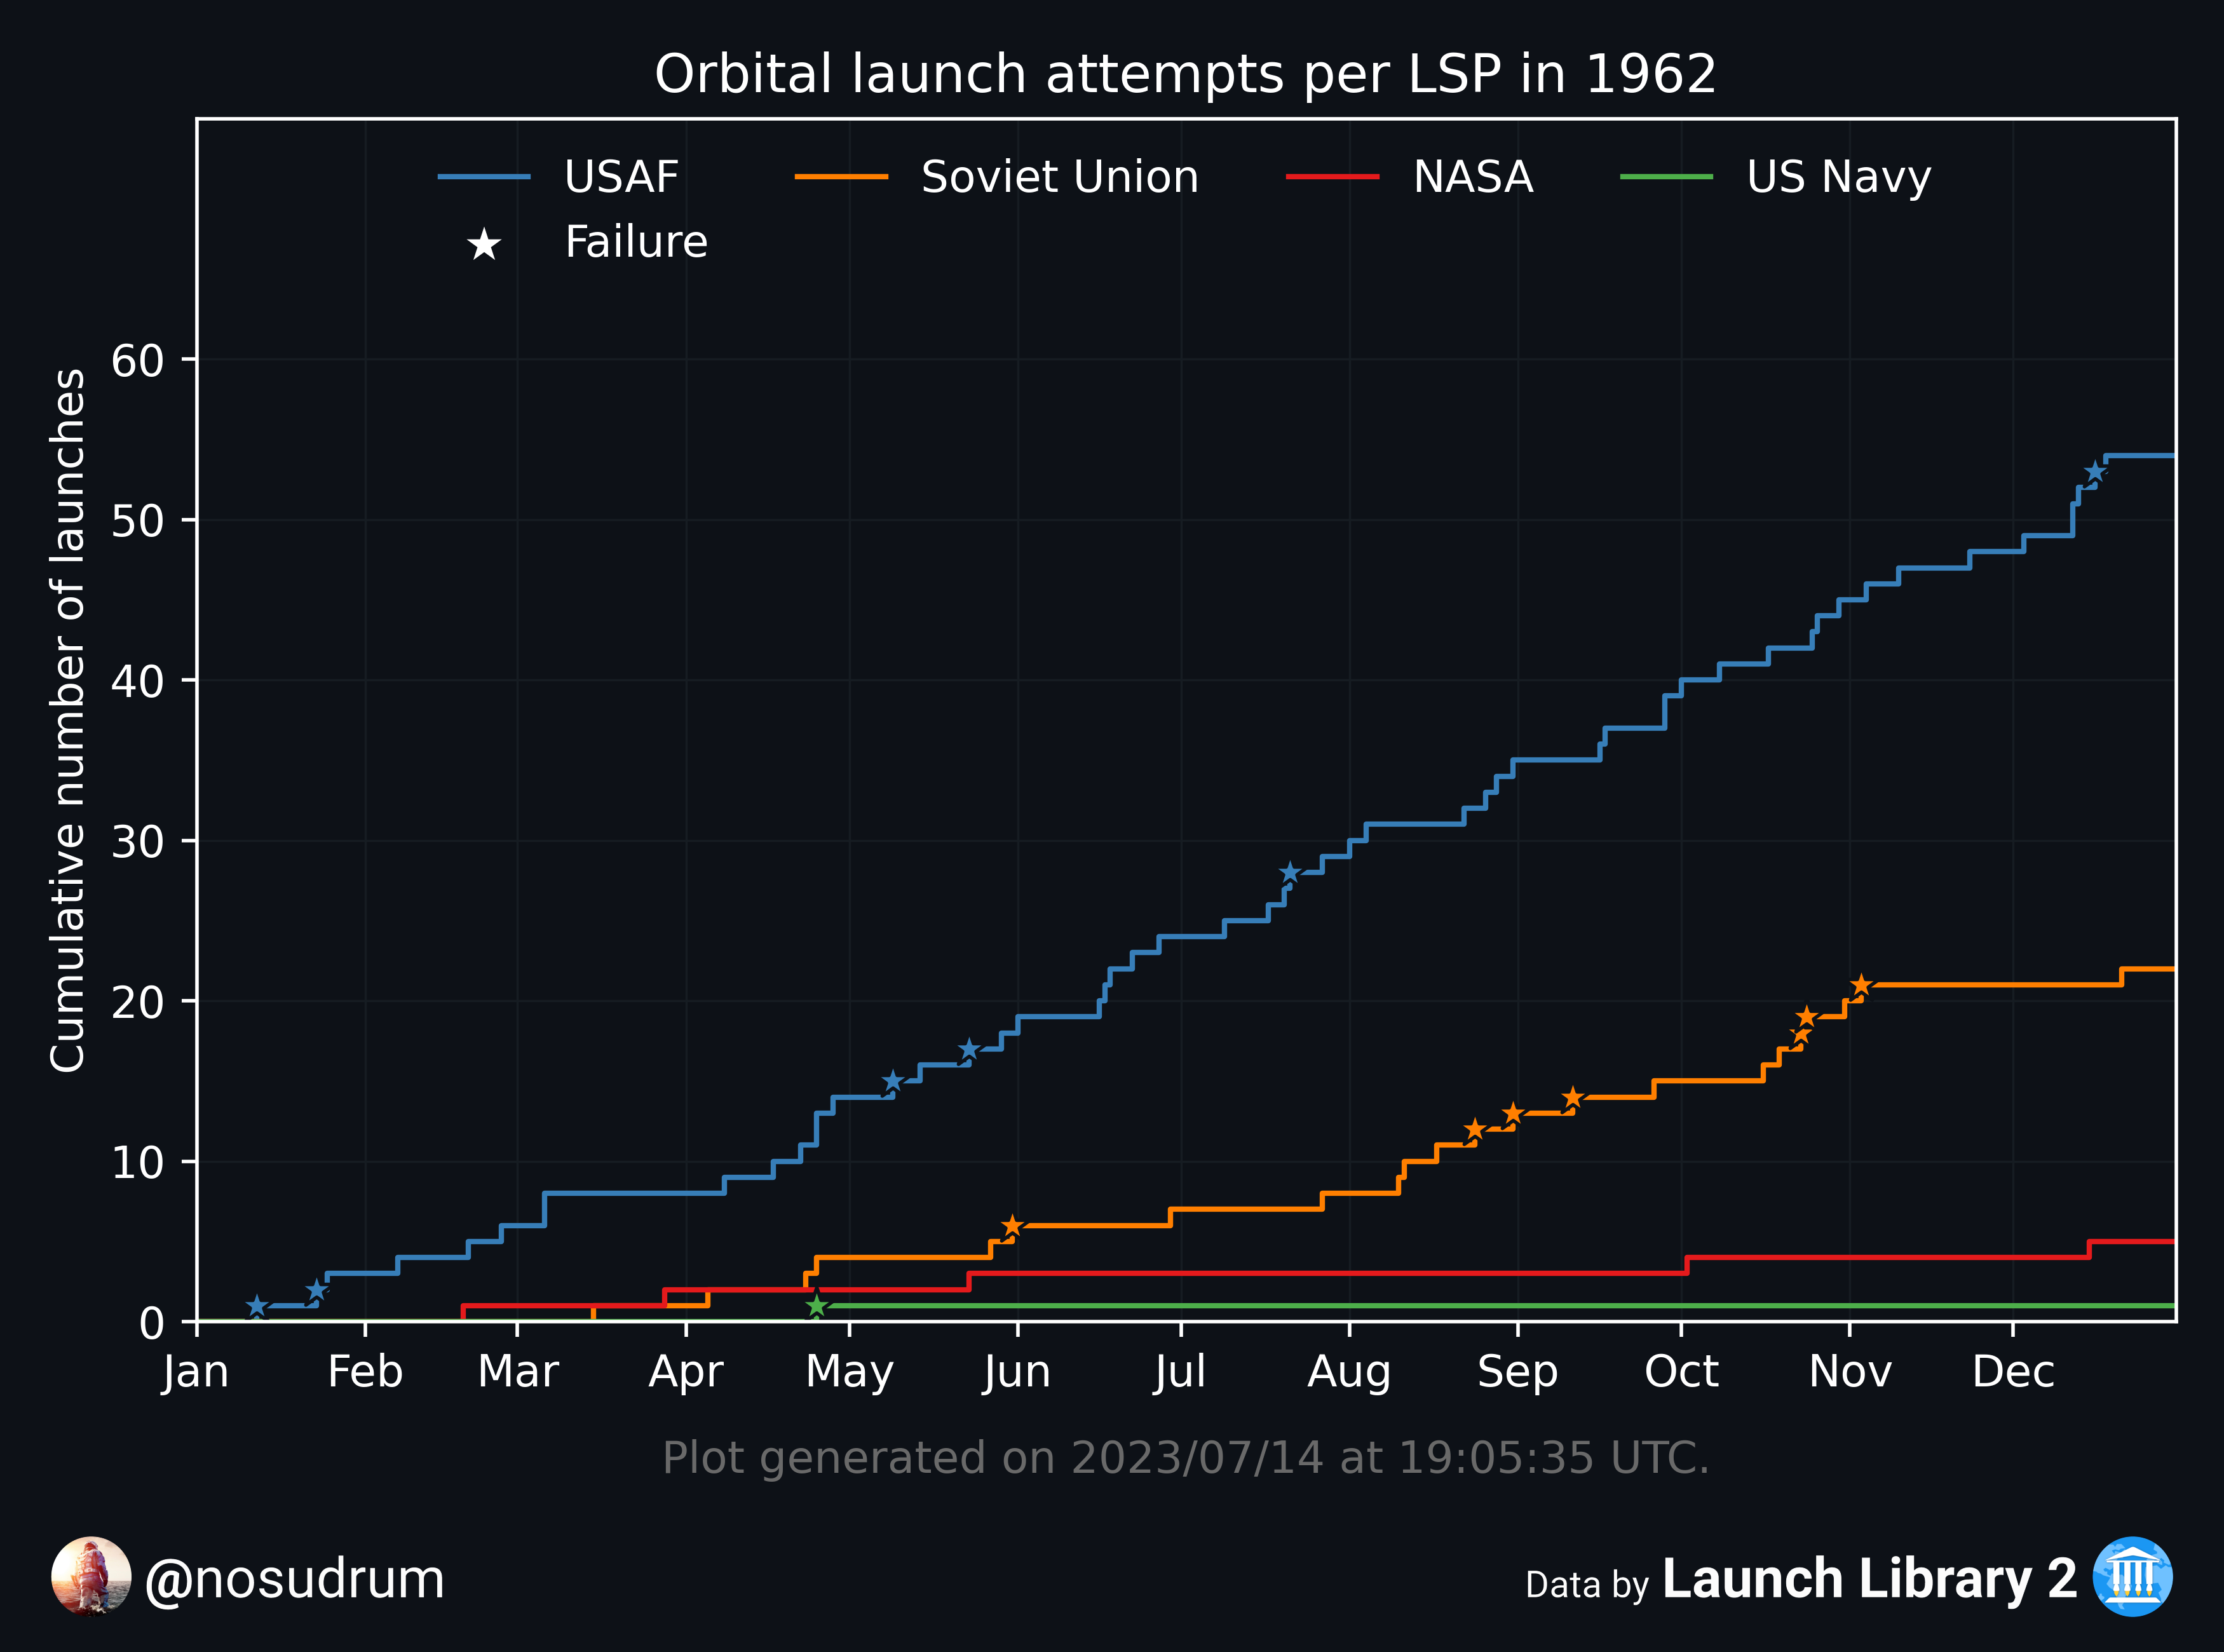 Orbital launch attempts per LSP in 1962
USAF Soviet Union NASA US Navy
Failure
Cumulative number of launches
60
50
40
30
20
10
0
Jan Feb Mar Apr May Jun Jul Aug Sep Oct Nov Dec
Plot generated on 2023/07/14 at 19:05:35 UTC.
@nosudrum
Data by Launch Library 2